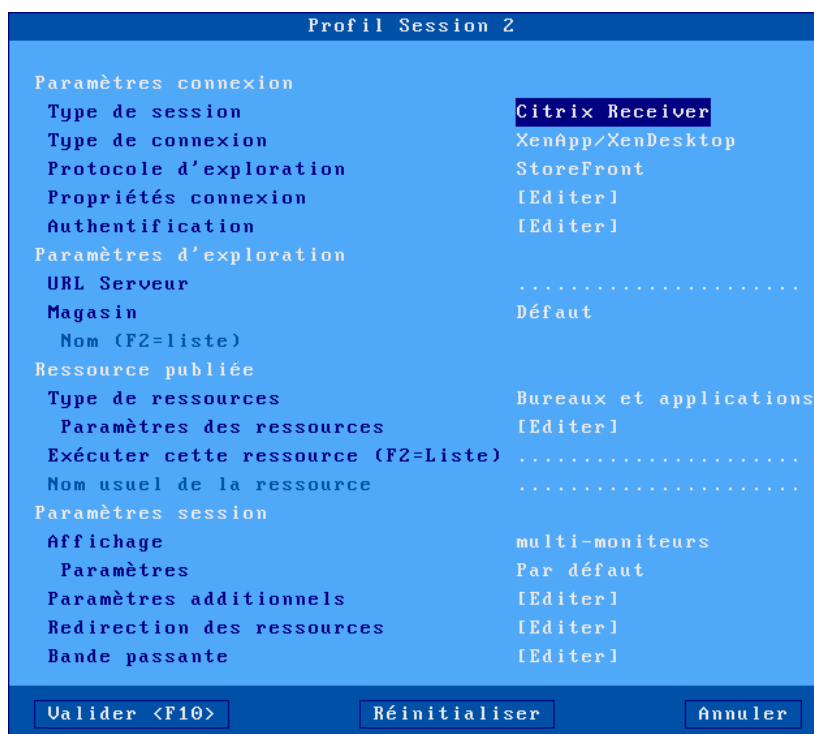 Profil Session 2
Paramètres connexion
Type de session Citrix Receiver
Type de connexion XenApp/XenDesktop
Protocole d'exploration StoreFront
Propriétés connexion [Editer]
Authentification [Editer]
Paramètres d'exploration
URL Serveur ......................
Magasin Défaut
Nom (F2=liste)
Ressource publiée
Type de ressources Bureaux et applications
Paramètres des ressources [Editer]
Exécuter cette ressource (F2=Liste) ......................
Nom usuel de la ressource ......................
Paramètres session
Affichage multi-moniteurs
Paramètres Par défaut
Paramètres additionnels [Editer]
Redirection des ressources [Editer]
Bande passante [Editer]
Valider <F10> Réinitialiser Annuler